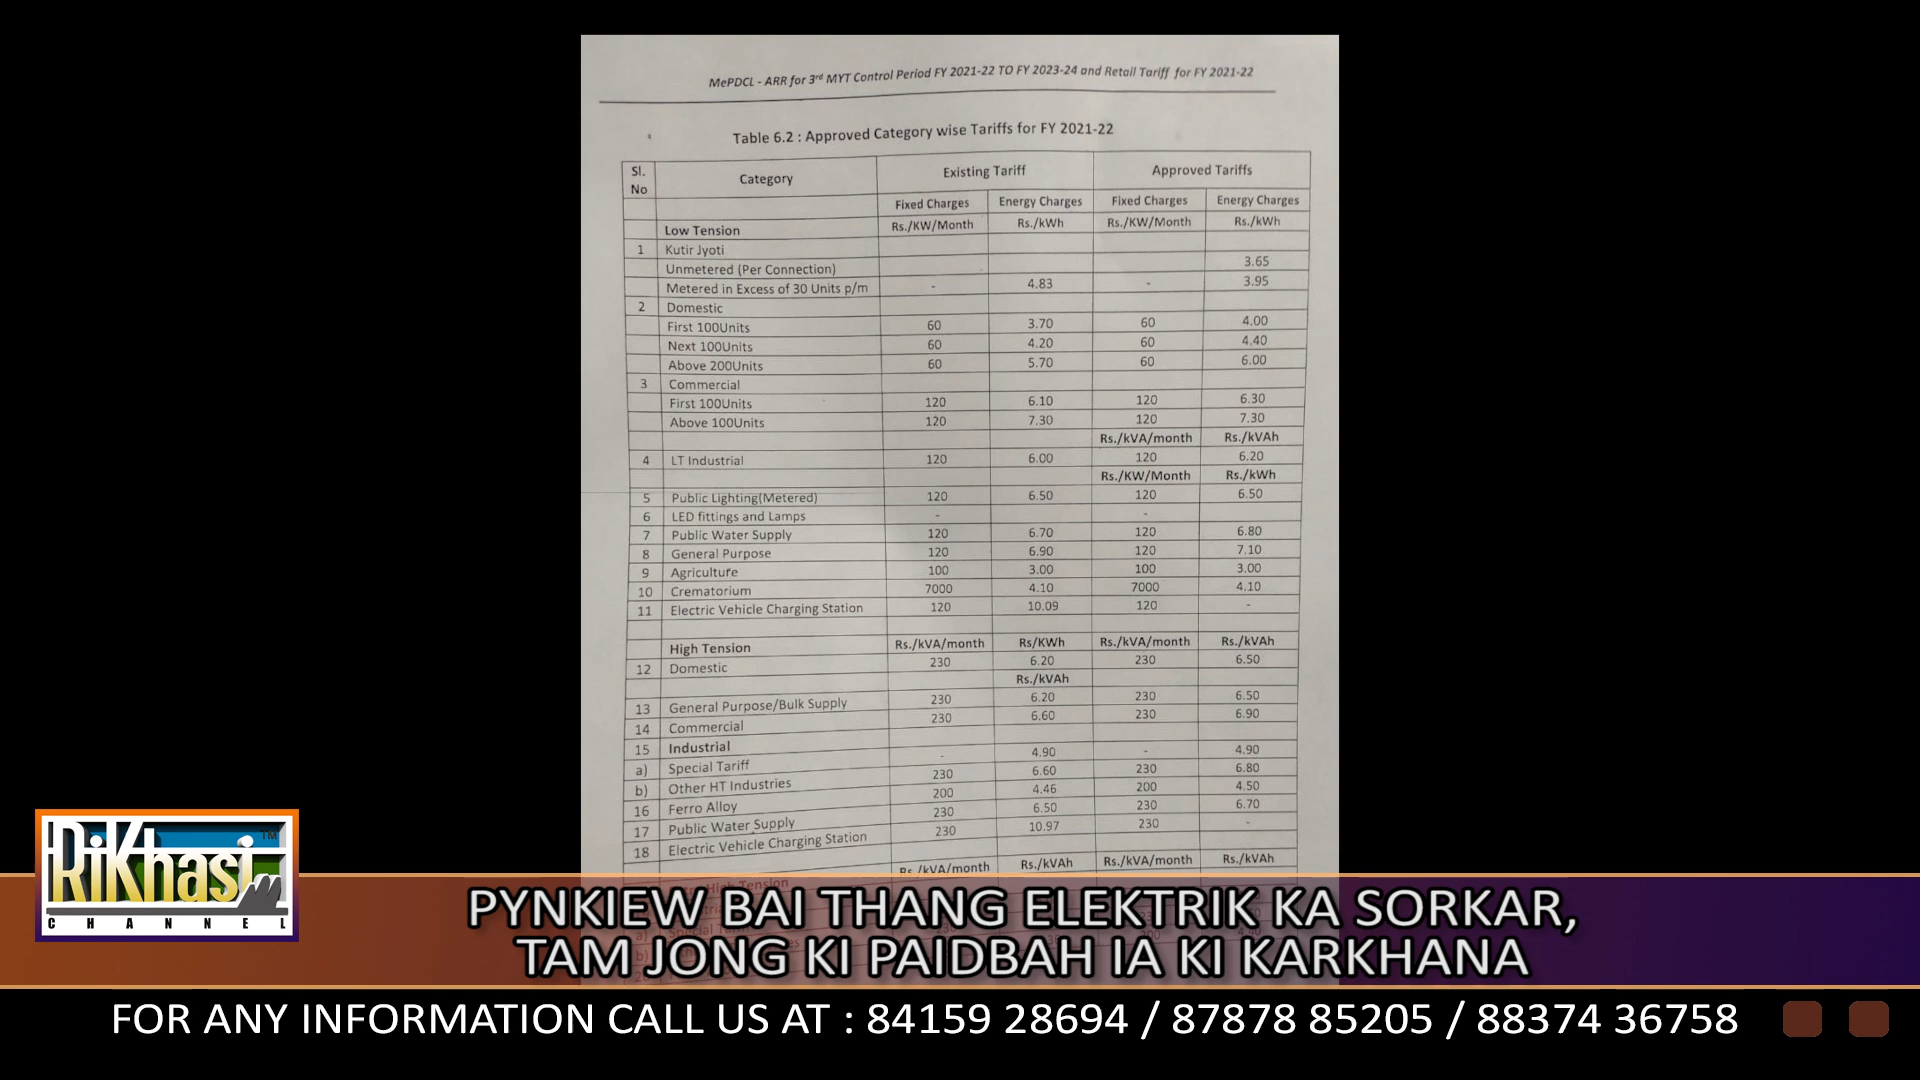 MePDCL - ARR for 3rd MYT Control Period FY 2021-22 TO FY 2023-24 and Retail Tariff for FY 2021-22
Table 6.2 : Approved Category wise Tariffs for FY 2021-22
Sl. No Category Existing Tariff Approved Tariffs
Fixed Charges Energy Charges Fixed Charges Energy Charges
Low Tension Rs./KW/Month Rs./kWh Rs./KW/Month Rs./kWh
1 Kutir Jyoti
Unmetered (Per Connection) 3.65
Metered in Excess of 30 Units p/m - 4.83 - 3.95
2 Domestic
First 100Units 60 3.70 60 4.00
Next 100Units 60 4.20 60 4.40
Above 200Units 60 5.70 60 6.00
3 Commercial
First 100Units 120 6.10 120 6.30
Above 100Units 120 7.30 120 7.30
Rs./kVA/month Rs./kVAh
4 LT Industrial 120 6.00 120 6.20
Rs./KW/Month Rs./kWh
5 Public Lighting(Metered) 120 6.50 120 6.50
6 LED fittings and Lamps - -
7 Public Water Supply 120 6.70 120 6.80
8 General Purpose 120 6.90 120 7.10
9 Agriculture 100 3.00 100 3.00
10 Crematorium 7000 4.10 7000 4.10
11 Electric Vehicle Charging Station 120 10.09 120 -
High Tension Rs./kVA/month Rs/KWh Rs./kVA/month Rs./kVAh
12 Domestic 230 6.20 230 6.50
Rs./kVAh
13 General Purpose/Bulk Supply 230 6.20 230 6.50
14 Commercial 230 6.60 230 6.90
15 Industrial
a) Special Tariff - 4.90 - 4.90
b) Other HT Industries 230 6.60 230 6.80
16 Ferro Alloy 200 4.46 200 4.50
17 Public Water Supply 230 6.50 230 6.70
18 Electric Vehicle Charging Station 230 10.97 230 -
Rs./kVA/month Rs./kVAh Rs./kVA/month Rs./kVAh
RiKhasi TM
CHANNEL
PYNKIEW BAI THANG ELEKTRIK KA SORKAR,
TAM JONG KI PAIDBAH IA KI KARKHANA
FOR ANY INFORMATION CALL US AT : 84159 28694 / 87878 85205 / 88374 36758